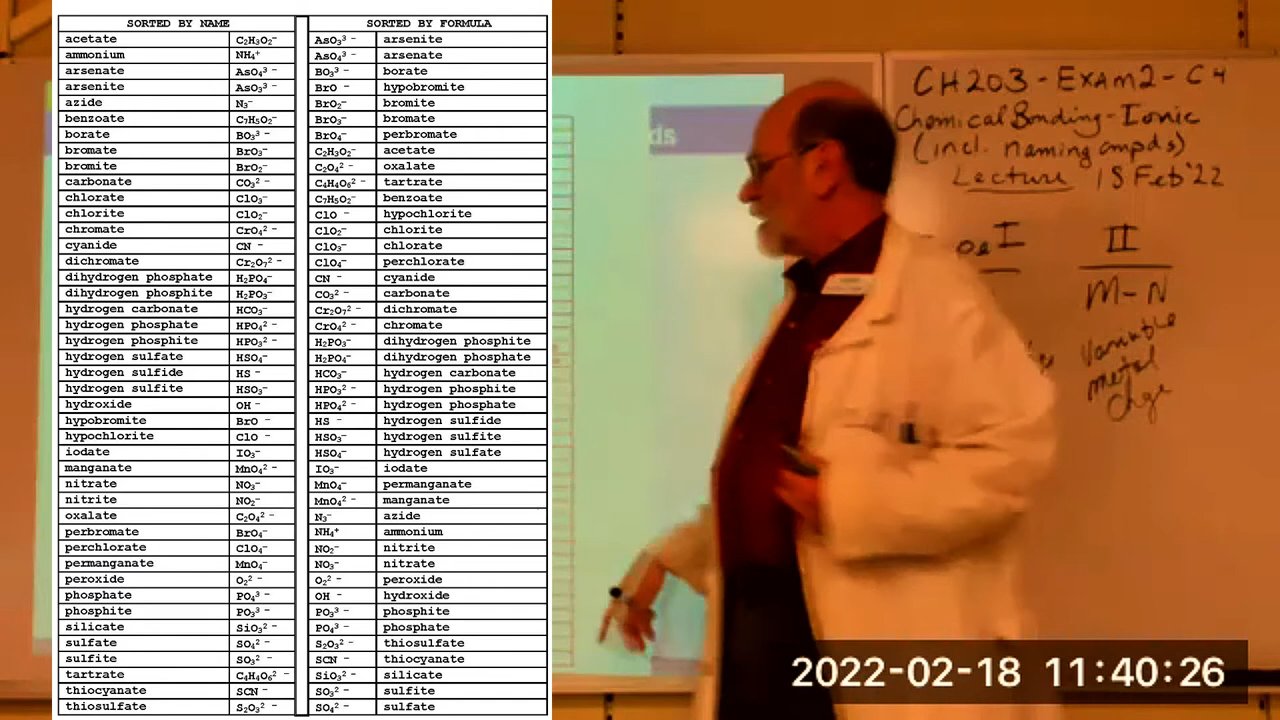 SORTED BY NAME SORTED BY FORMULA
acetate C₂H₃O₂⁻ AsO₃³⁻ arsenite
ammonium NH₄⁺ AsO₄³⁻ arsenate
arsenate AsO₄³⁻ BO₃³⁻ borate
arsenite AsO₃³⁻ BrO⁻ hypobromite
azide N₃⁻ BrO₂⁻ bromite
benzoate C₇H₅O₂⁻ BrO₃⁻ bromate
borate BO₃³⁻ BrO₄⁻ perbromate
bromate BrO₃⁻ C₂H₃O₂⁻ acetate
bromite BrO₂⁻ C₂O₄²⁻ oxalate
carbonate CO₃²⁻ C₄H₄O₆²⁻ tartrate
chlorate ClO₃⁻ C₇H₅O₂⁻ benzoate
chlorite ClO₂⁻ ClO⁻ hypochlorite
chromate CrO₄²⁻ ClO₂⁻ chlorite
cyanide CN⁻ ClO₃⁻ chlorate
dichromate Cr₂O₇²⁻ ClO₄⁻ perchlorate
dihydrogen phosphate H₂PO₄⁻ CN⁻ cyanide
dihydrogen phosphite H₂PO₃⁻ CO₃²⁻ carbonate
hydrogen carbonate HCO₃⁻ Cr₂O₇²⁻ dichromate
hydrogen phosphate HPO₄²⁻ CrO₄²⁻ chromate
hydrogen phosphite HPO₃²⁻ H₂PO₃⁻ dihydrogen phosphite
hydrogen sulfate HSO₄⁻ H₂PO₄⁻ dihydrogen phosphate
hydrogen sulfide HS⁻ HCO₃⁻ hydrogen carbonate
hydrogen sulfite HSO₃⁻ HPO₃²⁻ hydrogen phosphite
hydroxide OH⁻ HPO₄²⁻ hydrogen phosphate
hypobromite BrO⁻ HS⁻ hydrogen sulfide
hypochlorite ClO⁻ HSO₃⁻ hydrogen sulfite
iodate IO₃⁻ HSO₄⁻ hydrogen sulfate
manganate MnO₄²⁻ IO₃⁻ iodate
nitrate NO₃⁻ MnO₄⁻ permanganate
nitrite NO₂⁻ MnO₄²⁻ manganate
oxalate C₂O₄²⁻ N₃⁻ azide
perbromate BrO₄⁻ NH₄⁺ ammonium
perchlorate ClO₄⁻ NO₂⁻ nitrite
permanganate MnO₄⁻ NO₃⁻ nitrate
peroxide O₂²⁻ O₂²⁻ peroxide
phosphate PO₄³⁻ OH⁻ hydroxide
phosphite PO₃³⁻ PO₃³⁻ phosphite
silicate SiO₃²⁻ PO₄³⁻ phosphate
sulfate SO₄²⁻ S₂O₃²⁻ thiosulfate
sulfite SO₃²⁻ SCN⁻ thiocyanate
tartrate C₄H₄O₆²⁻ SiO₃²⁻ silicate
thiocyanate SCN⁻ SO₃²⁻ sulfite
thiosulfate S₂O₃²⁻ SO₄²⁻ sulfate
ds
CH203-Exam2-C4
Chemical Bonding-Ionic
(incl. naming cmpds)
Lecture 18 Feb'22
I II
M-N
Variable
metal
chge
2022-02-18 11:40:26